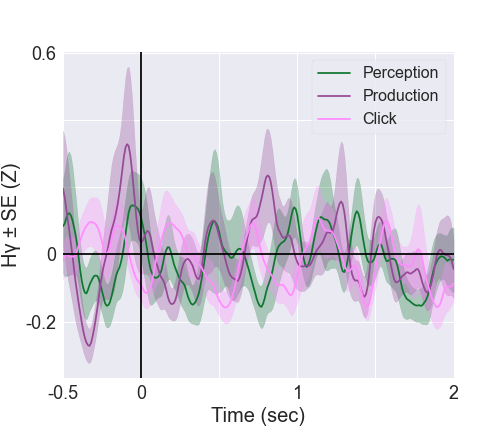 0.6
Perception
Production
Click
Hγ ± SE (Z)
0
-0.2
-0.5 0 1 2
Time (sec)